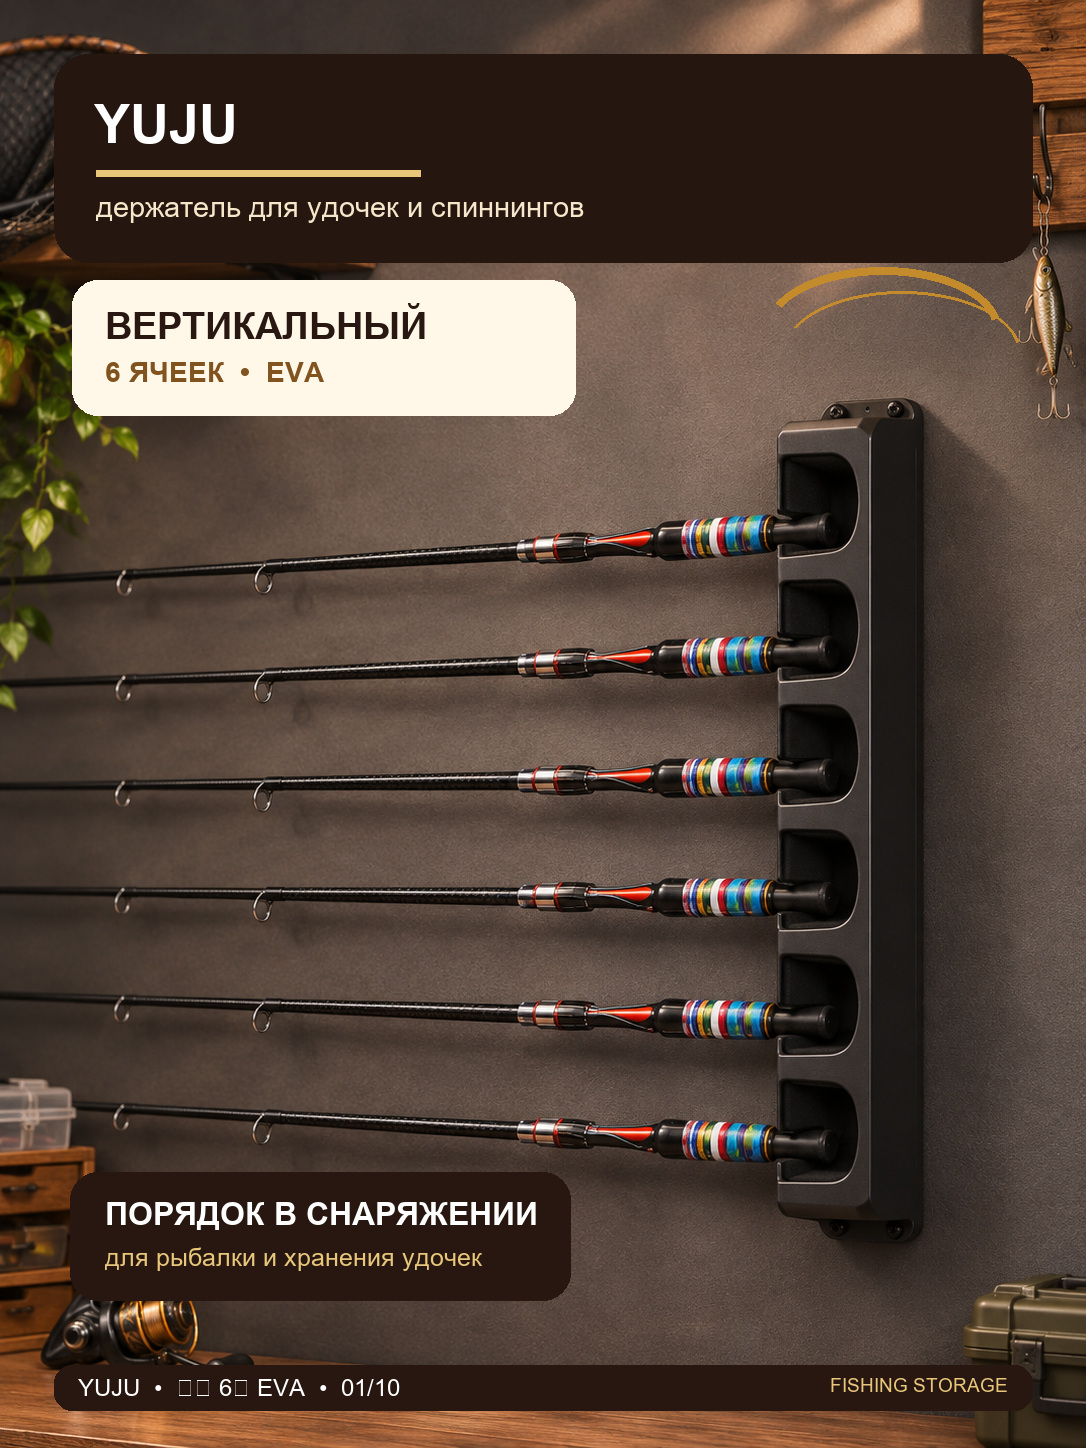 YUJU
держатель для удочек и спиннингов
ВЕРТИКАЛЬНЫЙ
6 ЯЧЕЕК • EVA
ПОРЯДОК В СНАРЯЖЕНИИ
для рыбалки и хранения удочек
YUJU • 6 EVA • 01/10
FISHING STORAGE